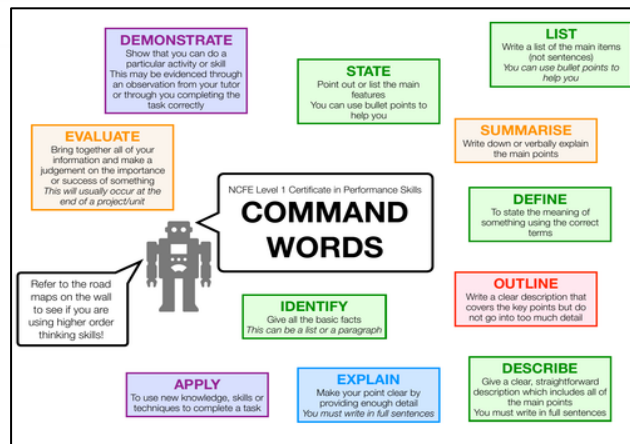 DEMONSTRATE
Show that you can do a
particular activity or skill
This may be evidenced through
an observation from your tutor
or through you completing the
task correctly
STATE
Point out or list the main
features
You can use bullet points to
help you
LIST
Write a list of the main items
(not sentences)
You can use bullet points to
help you
EVALUATE
Bring together all of your
information and make a
judgement on the importance
or success of something
This will usually occur at the
end of a project/unit
SUMMARISE
Write down or verbally explain
the main points
NCFE Level 1 Certificate in Performance Skills
COMMAND
WORDS
DEFINE
To state the meaning of
something using the correct
terms
Refer to the road
maps on the wall
to see if you are
using higher order
thinking skills!
IDENTIFY
Give all the basic facts
This can be a list or a paragraph
OUTLINE
Write a clear description that
covers the key points but do
not go into too much detail
APPLY
To use new knowledge, skills or
techniques to complete a task
EXPLAIN
Make your point clear by
providing enough detail
You must write in full sentences
DESCRIBE
Give a clear, straightforward
description which includes all of
the main points
You must write in full sentences